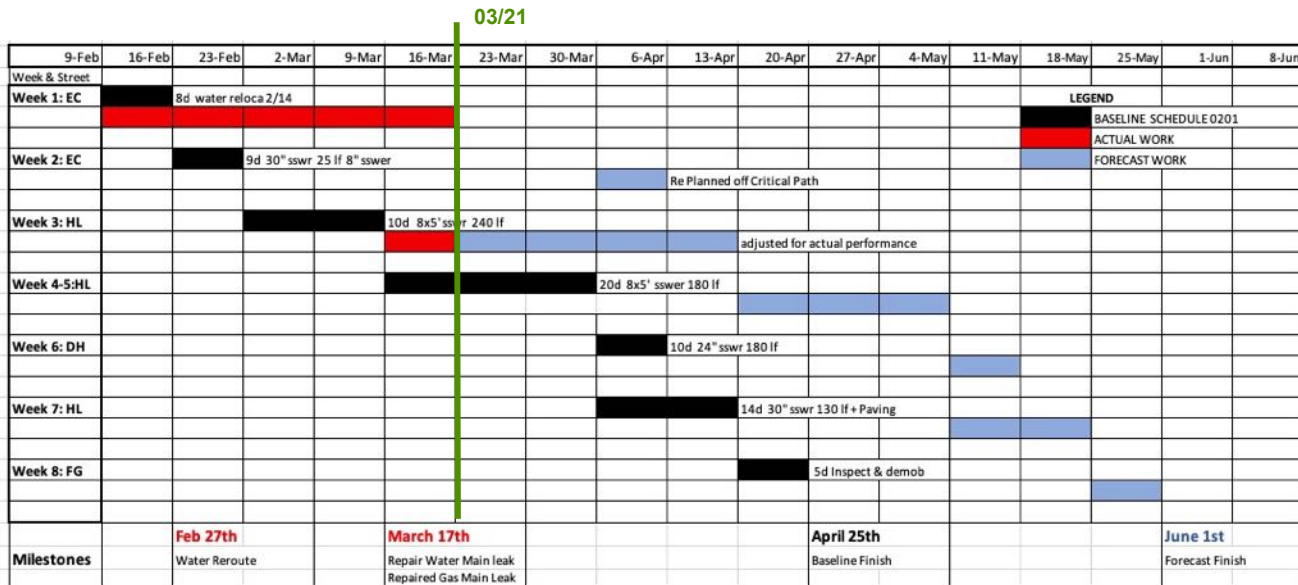 03/21
9-Feb 16-Feb 23-Feb 2-Mar 9-Mar 16-Mar 23-Mar 30-Mar 6-Apr 13-Apr 20-Apr 27-Apr 4-May 11-May 18-May 25-May 1-Jun 8-Jun
Week & Street
Week 1: EC 8d water reloca 2/14 LEGEND
BASELINE SCHEDULE 0201
ACTUAL WORK
Week 2: EC 9d 30" sswr 25 lf 8" sswer FORECAST WORK
Re Planned off Critical Path
Week 3: HL 10d 8x5' sswr 240 lf
adjusted for actual performance
Week 4-5:HL 20d 8x5' sswer 180 lf
Week 6: DH 10d 24" sswr 180 lf
Week 7: HL 14d 30" sswr 130 lf + Paving
Week 8: FG 5d Inspect & demob
Feb 27th March 17th April 25th June 1st
Milestones Water Reroute Repair Water Main leak Baseline Finish Forecast Finish
Repaired Gas Main Leak